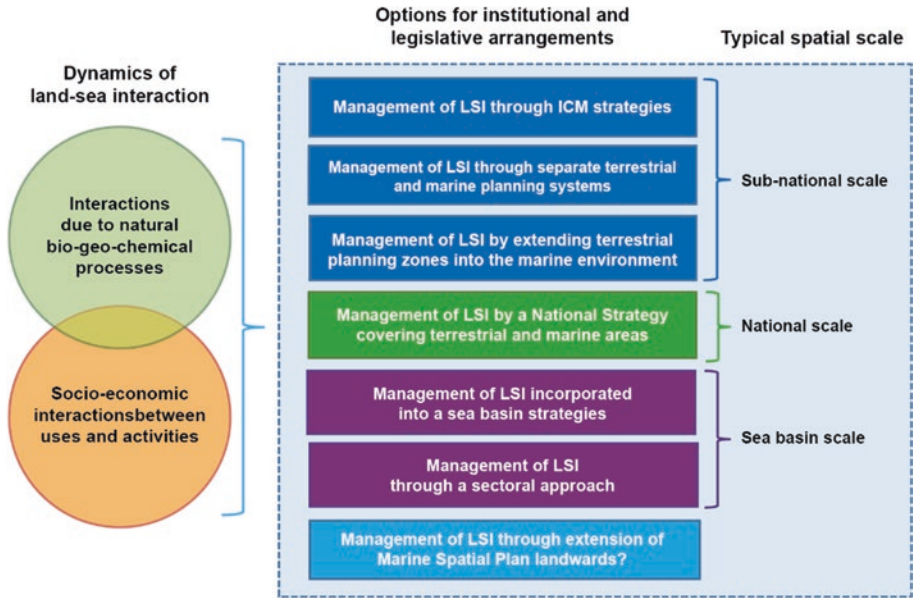 Options for institutional and
legislative arrangements
Typical spatial scale
Dynamics of
land-sea interaction
Interactions
due to natural
bio-geo-chemical
processes
Socio-economic
interactionsbetween
uses and activities
Management of LSI through ICM strategies
Management of LSI through separate terrestrial
and marine planning systems
Management of LSI by extending terrestrial
planning zones into the marine environment
Sub-national scale
Management of LSI by a National Strategy
covering terrestrial and marine areas
National scale
Management of LSI incorporated
into a sea basin strategies
Management of LSI
through a sectoral approach
Sea basin scale
Management of LSI through extension of
Marine Spatial Plan landwards?